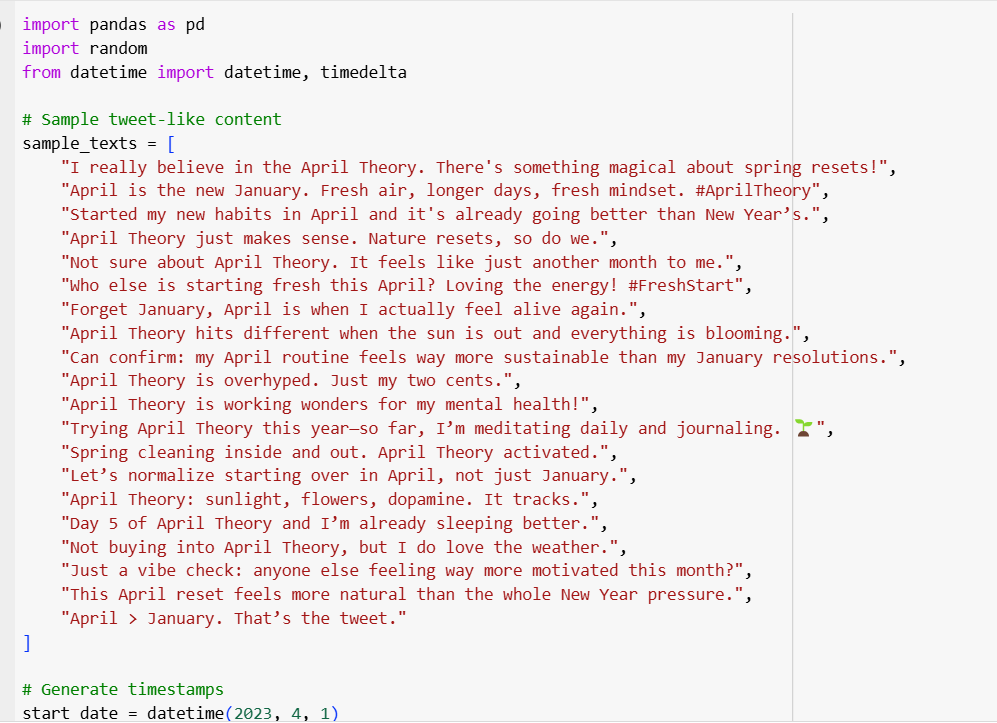 import pandas as pd
import random
from datetime import datetime, timedelta
# Sample tweet-like content
sample_texts = [
"I really believe in the April Theory. There's something magical about spring resets!",
"April is the new January. Fresh air, longer days, fresh mindset. #AprilTheory",
"Started my new habits in April and it's already going better than New Year’s.",
"April Theory just makes sense. Nature resets, so do we.",
"Not sure about April Theory. It feels like just another month to me.",
"Who else is starting fresh this April? Loving the energy! #FreshStart",
"Forget January, April is when I actually feel alive again.",
"April Theory hits different when the sun is out and everything is blooming.",
"Can confirm: my April routine feels way more sustainable than my January resolutions.",
"April Theory is overhyped. Just my two cents.",
"April Theory is working wonders for my mental health!",
"Trying April Theory this year—so far, I’m meditating daily and journaling. 🌱",
"Spring cleaning inside and out. April Theory activated.",
"Let’s normalize starting over in April, not just January.",
"April Theory: sunlight, flowers, dopamine. It tracks.",
"Day 5 of April Theory and I’m already sleeping better.",
"Not buying into April Theory, but I do love the weather.",
"Just a vibe check: anyone else feeling way more motivated this month?",
"This April reset feels more natural than the whole New Year pressure.",
"April > January. That’s the tweet."
]
# Generate timestamps
start_date = datetime(2023, 4, 1)